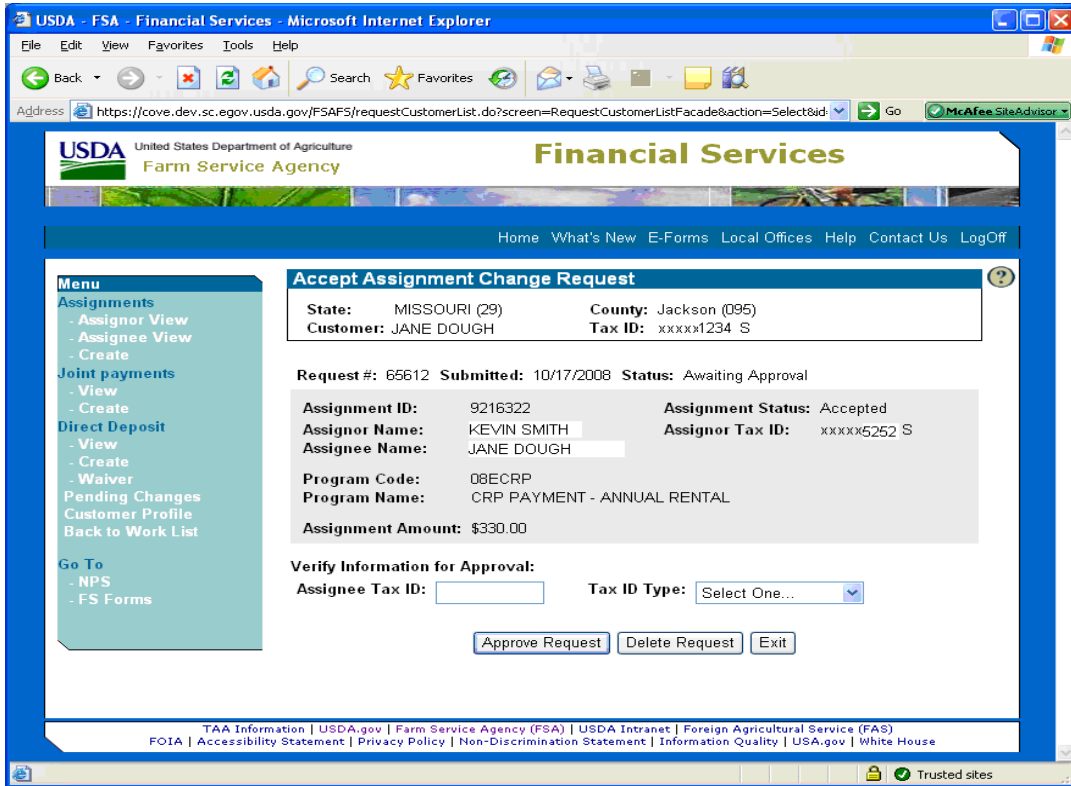 USDA - FSA - Financial Services - Microsoft Internet Explorer
File Edit View Favorites Tools Help
Back Search Favorites
Address https://cove.dev.sc.egov.usda.gov/FSAFS/requestCustomerList.do?screen=RequestCustomerListFacade&action=Select&id: Go McAfee SiteAdvisor
USDA United States Department of Agriculture
Farm Service Agency
Financial Services
Home What's New E-Forms Local Offices Help Contact Us LogOff
Menu
Assignments
- Assignor View
- Assignee View
- Create
Joint payments
- View
- Create
Direct Deposit
- View
- Create
- Waiver
Pending Changes
Customer Profile
Back to Work List
Go To
- NPS
- FS Forms
Accept Assignment Change Request
?
State: MISSOURI (29) County: Jackson (095)
Customer: JANE DOUGH Tax ID: xxxxx1234 S
Request #: 65612 Submitted: 10/17/2008 Status: Awaiting Approval
Assignment ID: 9216322 Assignment Status: Accepted
Assignor Name: KEVIN SMITH Assignor Tax ID: xxxxx5252 S
Assignee Name: JANE DOUGH
Program Code: 08ECRP
Program Name: CRP PAYMENT - ANNUAL RENTAL
Assignment Amount: $330.00
Verify Information for Approval:
Assignee Tax ID: Tax ID Type: Select One...
Approve Request Delete Request Exit
TAA Information | USDA.gov | Farm Service Agency (FSA) | USDA Intranet | Foreign Agricultural Service (FAS)
FOIA | Accessibility Statement | Privacy Policy | Non-Discrimination Statement | Information Quality | USA.gov | White House
Trusted sites